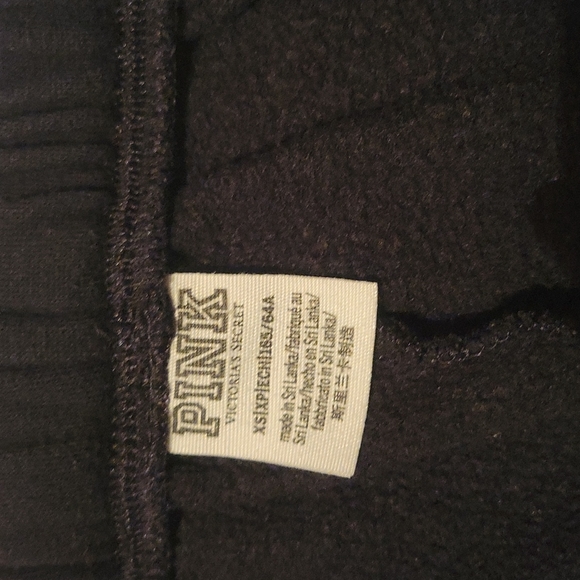 PINK
VICTORIA'S SECRET
XS|XP|ECH|165/64A
made in Sri Lanka/fabriqué au
Sri Lanka/hecho en Sri Lanka/
fabbricato in Sri Lanka/
斯里兰卡制造